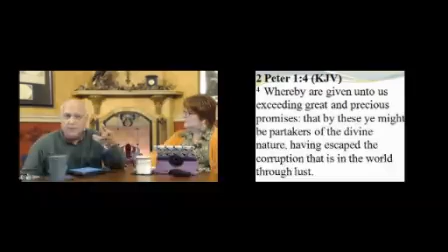 2 Peter 1:4 (KJV)
4 Whereby are given unto us
exceeding great and precious
promises: that by these ye might
be partakers of the divine
nature, having escaped the
corruption that is in the world
through lust.